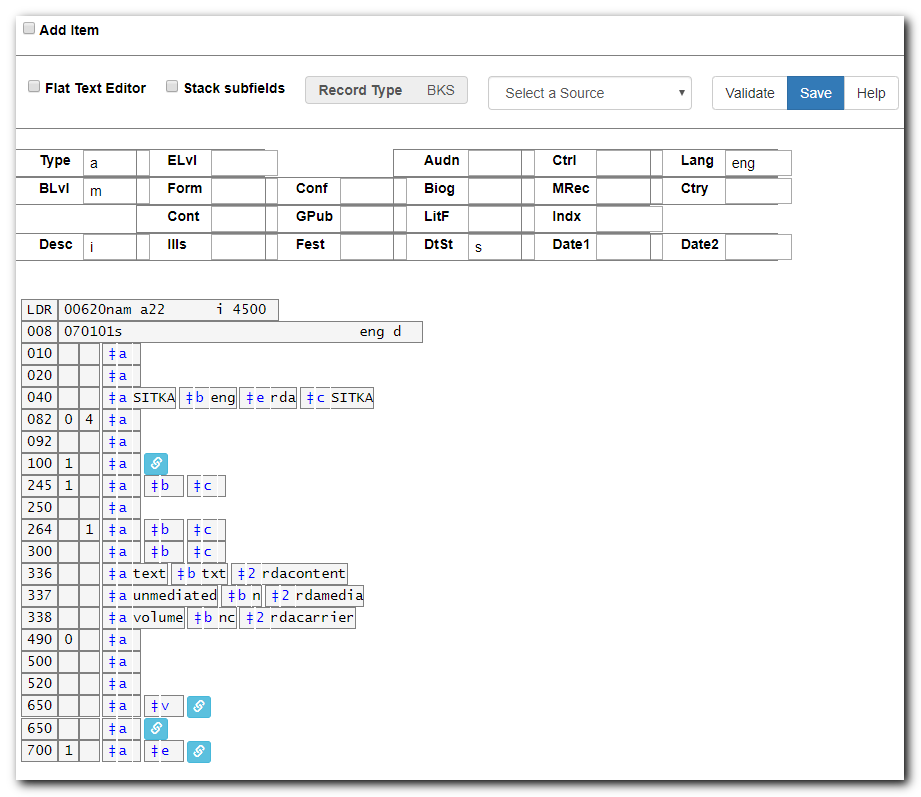 Add Item
Flat Text Editor Stack subfields Record Type BKS Select a Source Validate Save Help
Type a ELvl Audn Ctrl Lang eng
BLvl m Form Conf Biog MRec Ctry
Cont GPub LitF Indx
Desc i Ills Fest DtSt s Date1 Date2
LDR 00620nam a22      i 4500
008 070101s                             eng d
010 ‡a
020 ‡a
040 ‡a SITKA ‡b eng ‡e rda ‡c SITKA
082 0 4 ‡a
092 ‡a
100 1 ‡a
245 1 ‡a ‡b ‡c
250 ‡a
264 1 ‡a ‡b ‡c
300 ‡a ‡b ‡c
336 ‡a text ‡b txt ‡2 rdacontent
337 ‡a unmediated ‡b n ‡2 rdamedia
338 ‡a volume ‡b nc ‡2 rdacarrier
490 0 ‡a
500 ‡a
520 ‡a
650 ‡a ‡v
650 ‡a
700 1 ‡a ‡e